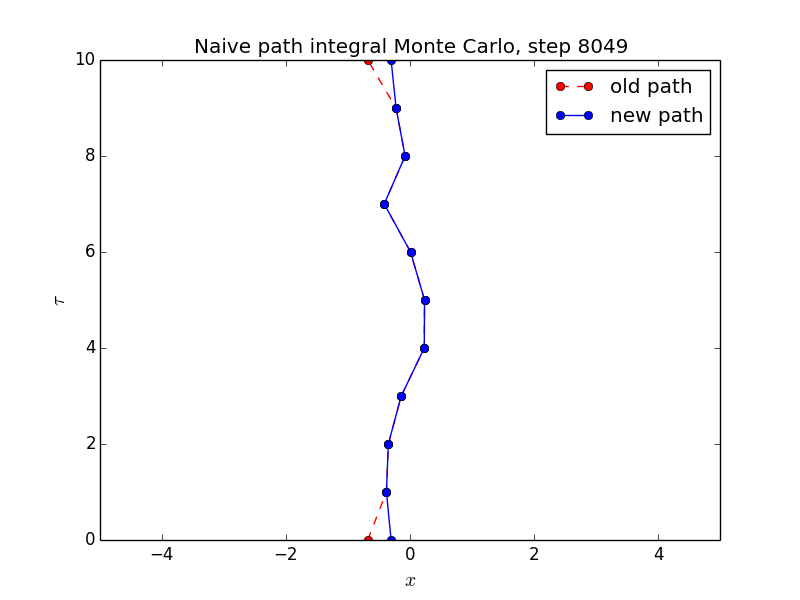 Naive path integral Monte Carlo, step 8049
old path
new path
10
8
6
4
2
0
τ
−4
−2
0
2
4
x